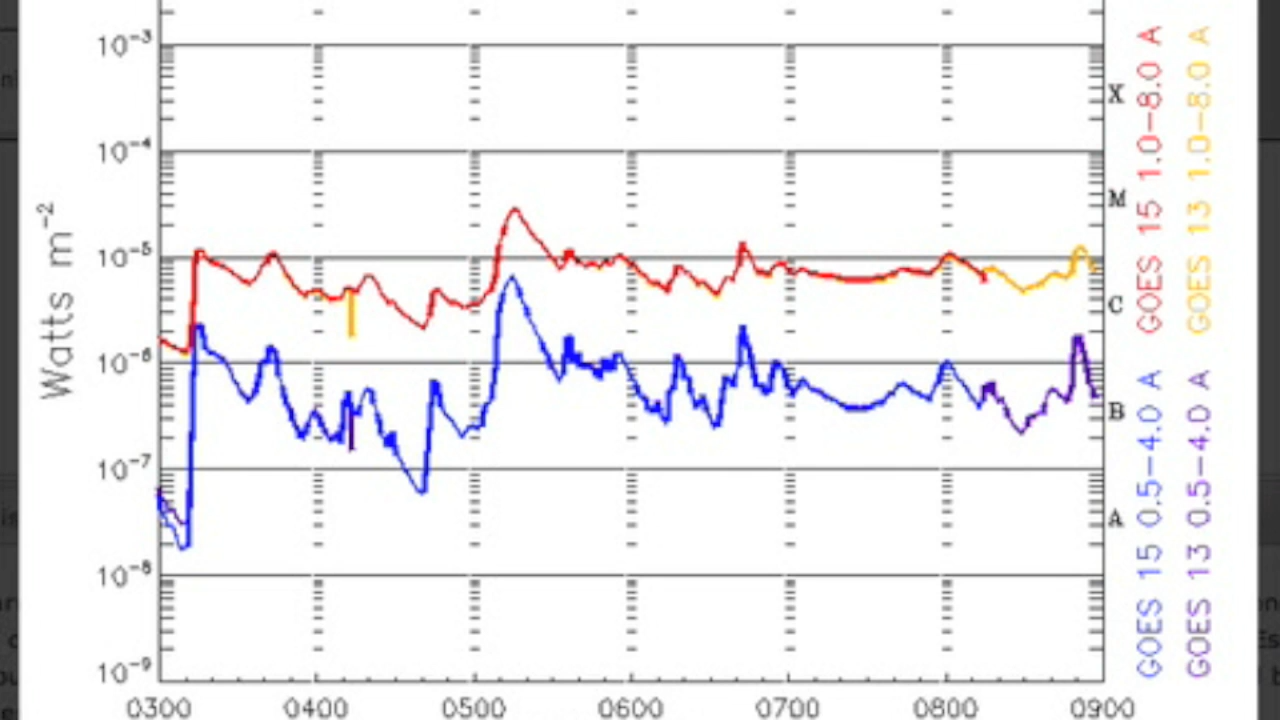 10⁻³
10⁻⁴
10⁻⁵
10⁻⁶
10⁻⁷
10⁻⁸
10⁻⁹
Watts m⁻²
X
M
C
B
A
0300 0400 0500 0600 0700 0800 0900
GOES 15 1.0-8.0 A
GOES 13 1.0-8.0 A
GOES 15 0.5-4.0 A
GOES 13 0.5-4.0 A